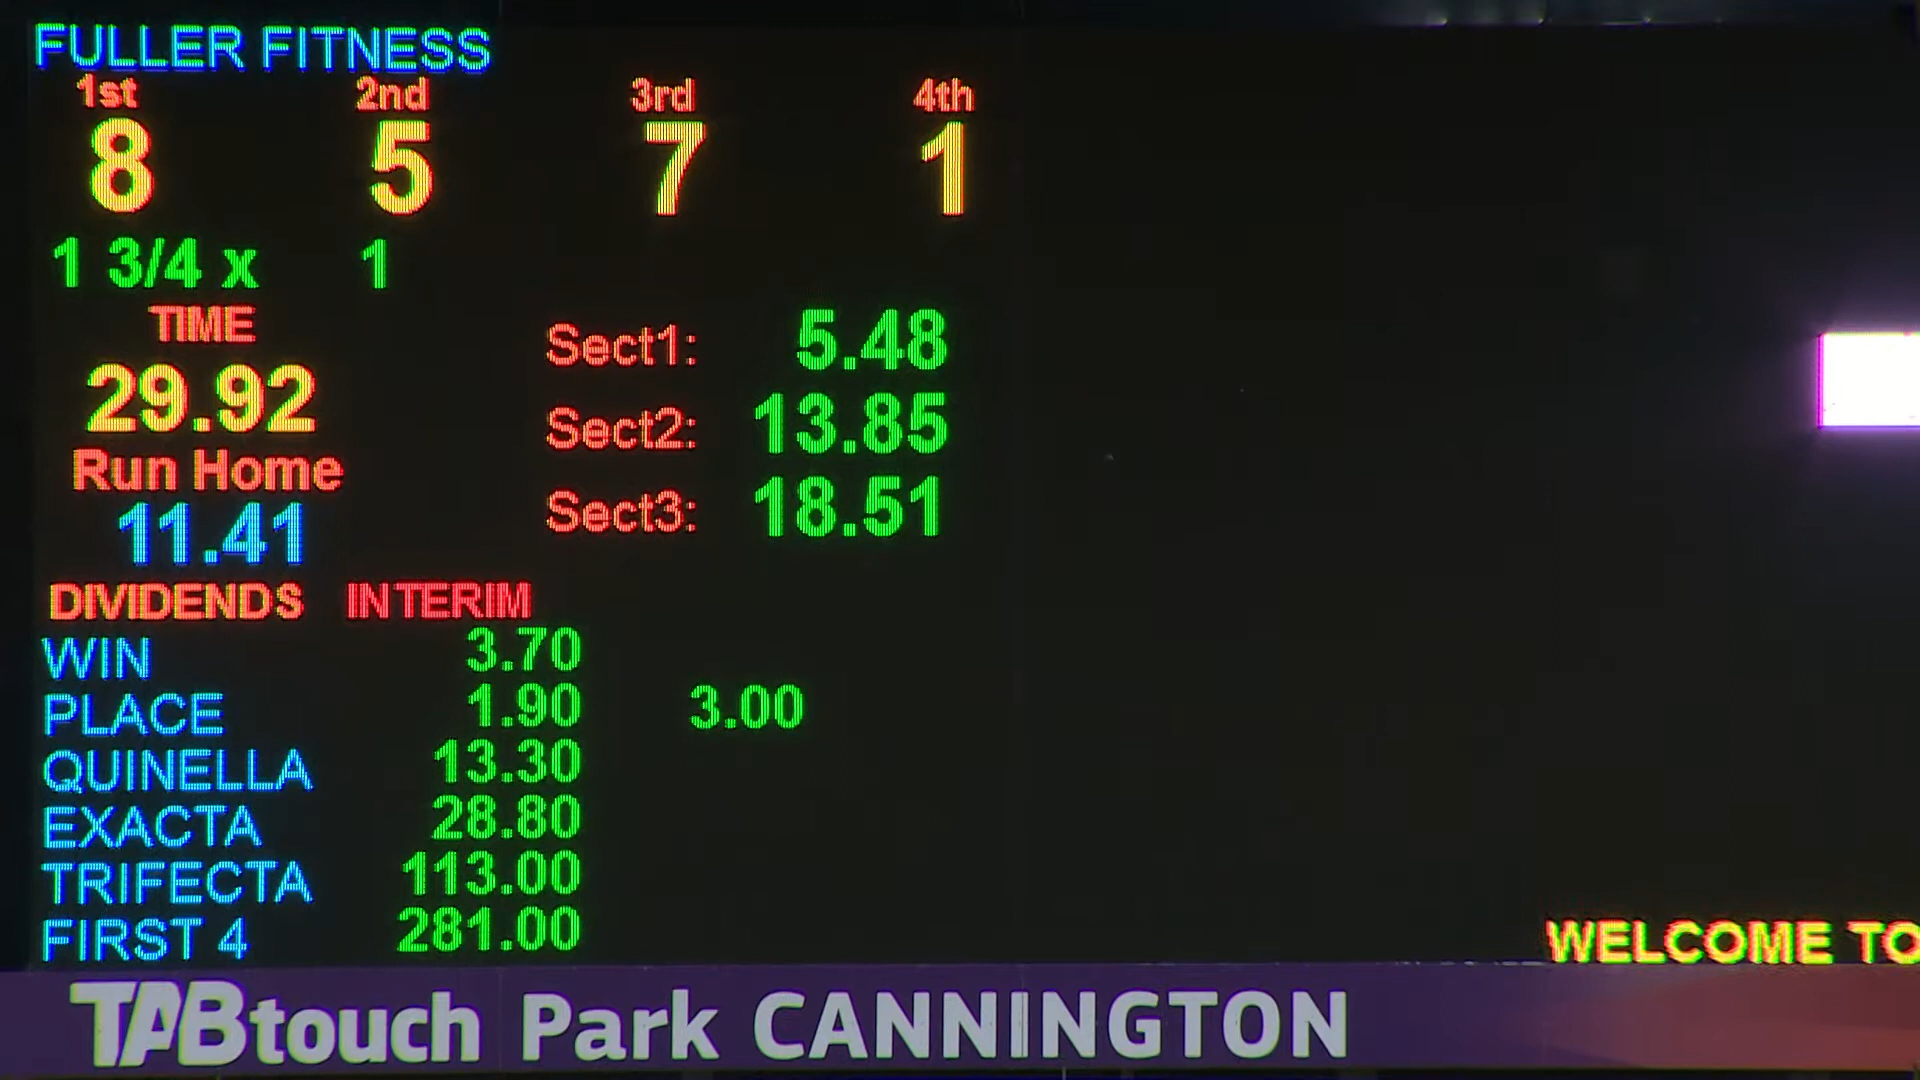 FULLER FITNESS
1st 2nd 3rd 4th
8 5 7 1
1 3/4 x 1
TIME
29.92
Run Home
11.41
Sect1: 5.48
Sect2: 13.85
Sect3: 18.51
DIVIDENDS INTERIM
WIN 3.70
PLACE 1.90 3.00
QUINELLA 13.30
EXACTA 28.80
TRIFECTA 113.00
FIRST 4 281.00
WELCOME TO
TABtouch Park CANNINGTON